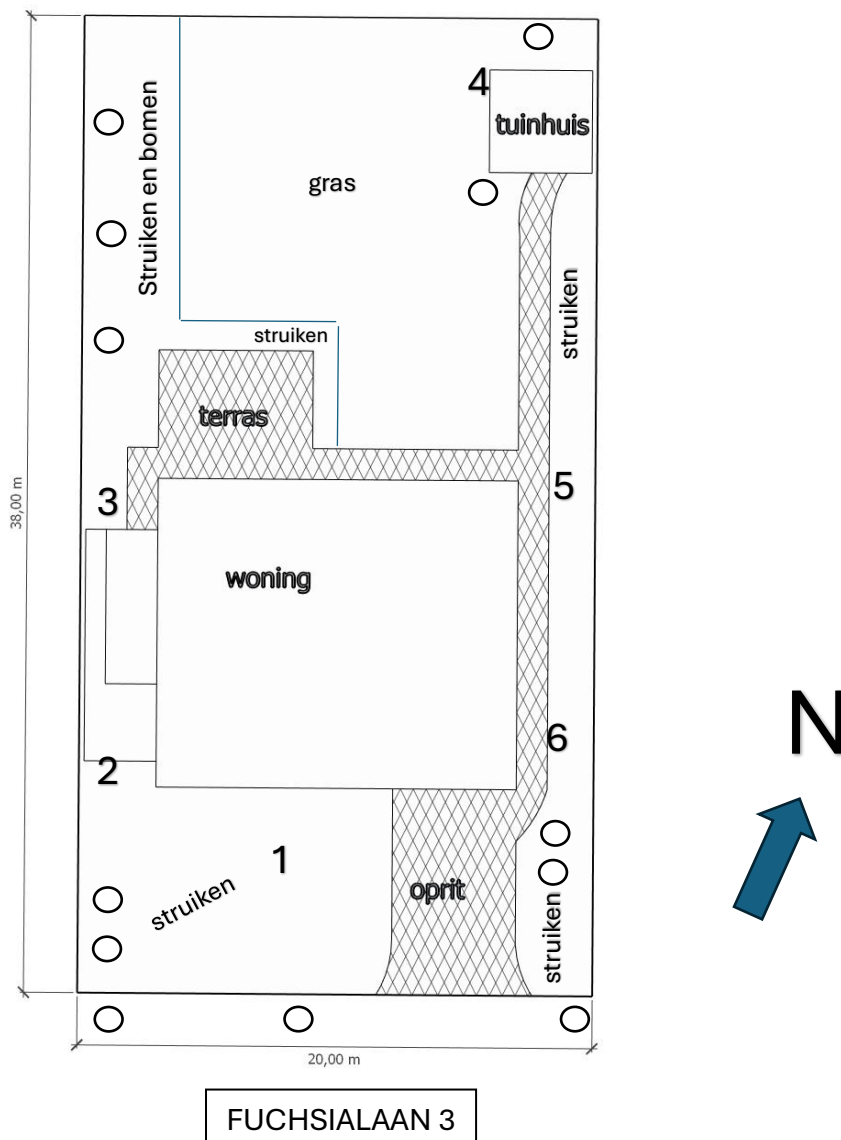 4
tuinhuis
Struiken en bomen
gras
struiken
struiken
terras
38,00 m
3
5
woning
N
6
2
1
struiken
oprit
struiken
20,00 m
FUCHSIALAAN 3